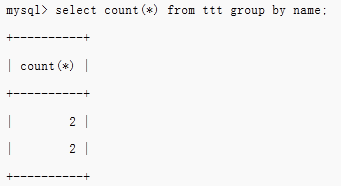 mysql> select count(*) from ttt group by name;
+----------+
| count(*) |
+----------+
|        2 |
|        2 |
+----------+